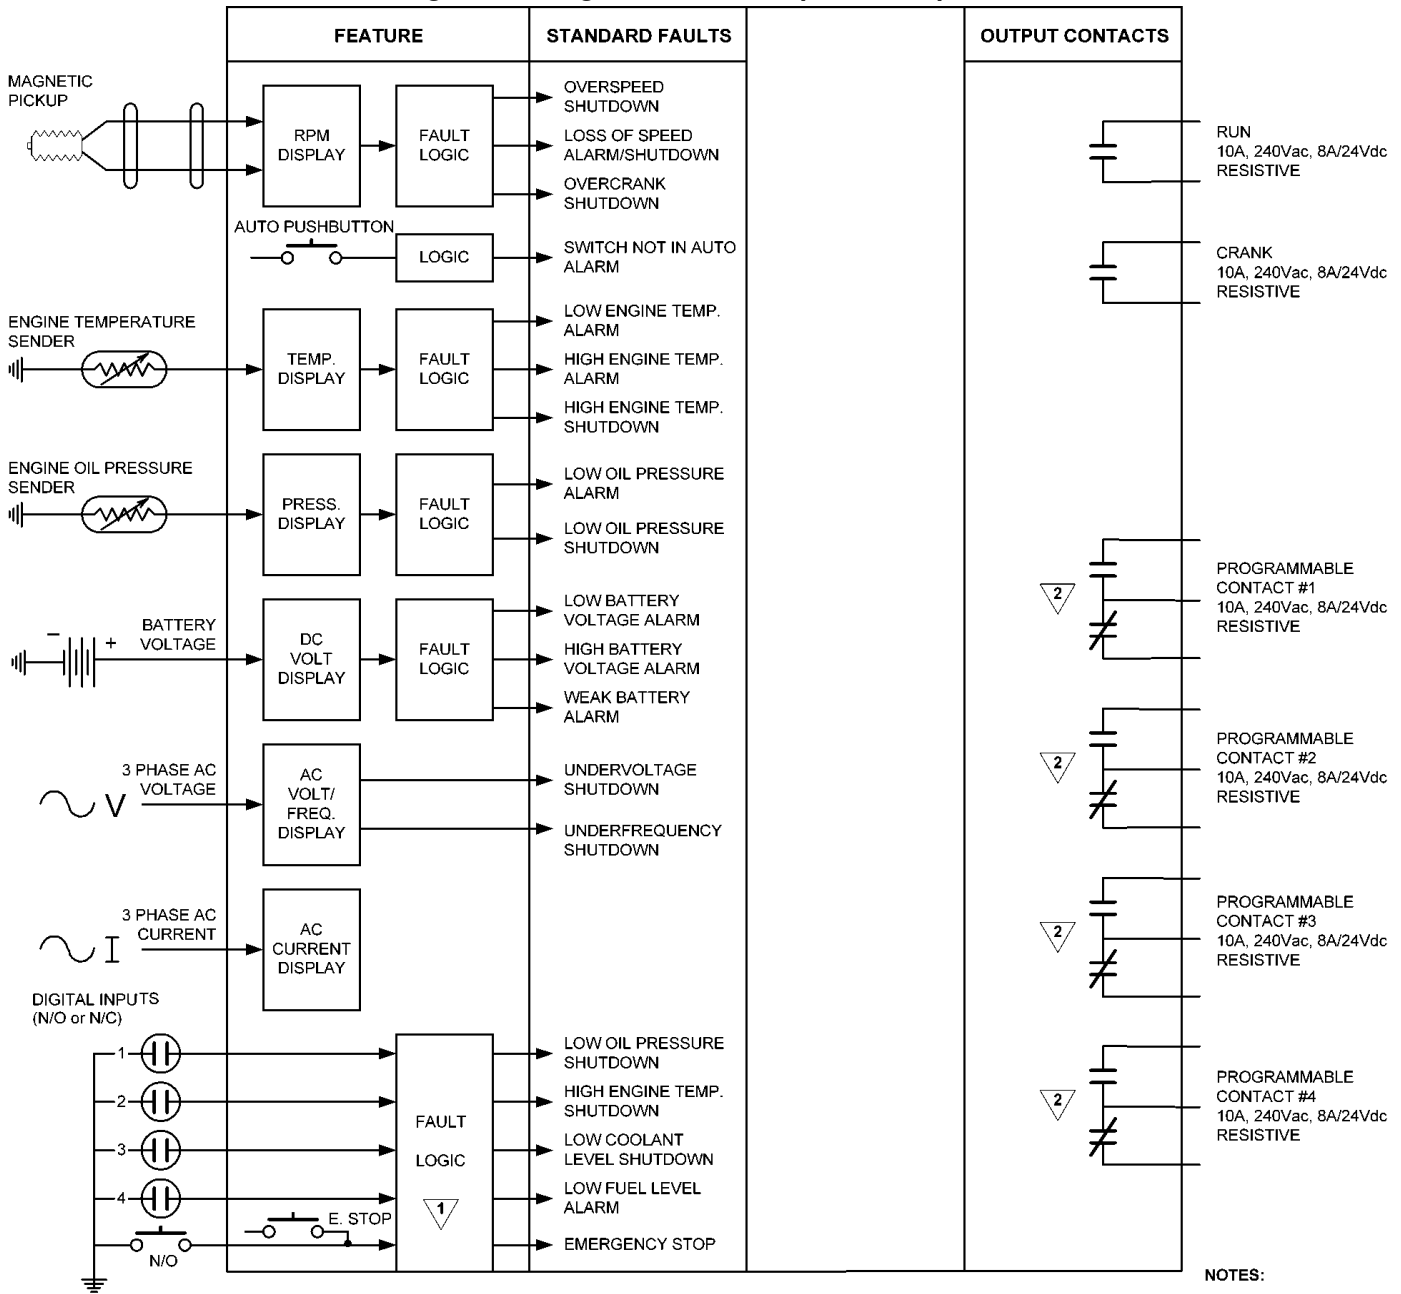 FEATURE
STANDARD FAULTS
OUTPUT CONTACTS
MAGNETIC
PICKUP
RPM
DISPLAY
FAULT
LOGIC
OVERSPEED
SHUTDOWN
LOSS OF SPEED
ALARM/SHUTDOWN
OVERCRANK
SHUTDOWN
RUN
10A, 240Vac, 8A/24Vdc
RESISTIVE
AUTO PUSHBUTTON
LOGIC
SWITCH NOT IN AUTO
ALARM
CRANK
10A, 240Vac, 8A/24Vdc
RESISTIVE
ENGINE TEMPERATURE
SENDER
TEMP.
DISPLAY
FAULT
LOGIC
LOW ENGINE TEMP.
ALARM
HIGH ENGINE TEMP.
ALARM
HIGH ENGINE TEMP.
SHUTDOWN
ENGINE OIL PRESSURE
SENDER
PRESS.
DISPLAY
FAULT
LOGIC
LOW OIL PRESSURE
ALARM
LOW OIL PRESSURE
SHUTDOWN
2
PROGRAMMABLE
CONTACT #1
10A, 240Vac, 8A/24Vdc
RESISTIVE
BATTERY
VOLTAGE
− +
DC
VOLT
DISPLAY
FAULT
LOGIC
LOW BATTERY
VOLTAGE ALARM
HIGH BATTERY
VOLTAGE ALARM
WEAK BATTERY
ALARM
2
PROGRAMMABLE
CONTACT #2
10A, 240Vac, 8A/24Vdc
RESISTIVE
3 PHASE AC
VOLTAGE
V
AC
VOLT/
FREQ.
DISPLAY
UNDERVOLTAGE
SHUTDOWN
UNDERFREQUENCY
SHUTDOWN
3 PHASE AC
CURRENT
I
AC
CURRENT
DISPLAY
2
PROGRAMMABLE
CONTACT #3
10A, 240Vac, 8A/24Vdc
RESISTIVE
DIGITAL INPUTS
(N/O or N/C)
1
2
3
4
N/O
E. STOP
FAULT
LOGIC
1
LOW OIL PRESSURE
SHUTDOWN
HIGH ENGINE TEMP.
SHUTDOWN
LOW COOLANT
LEVEL SHUTDOWN
LOW FUEL LEVEL
ALARM
EMERGENCY STOP
2
PROGRAMMABLE
CONTACT #4
10A, 240Vac, 8A/24Vdc
RESISTIVE
NOTES: